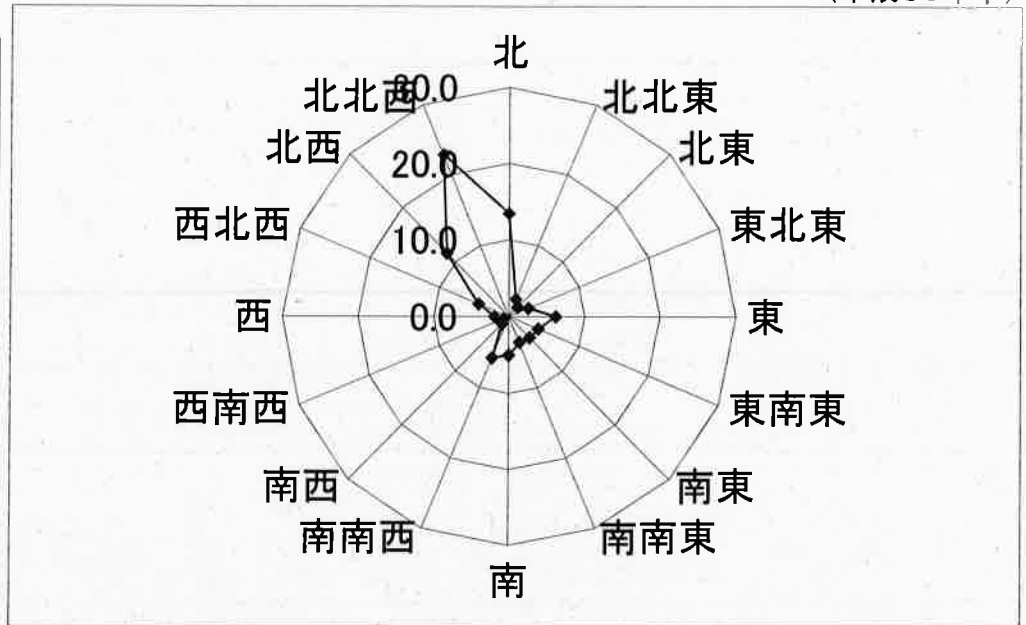 北
北北西
30.0
北北東
北西
北東
20.0
西北西
東北東
10.0
西
0.0
東
西南西
東南東
南西
南東
南南西
南南東
南